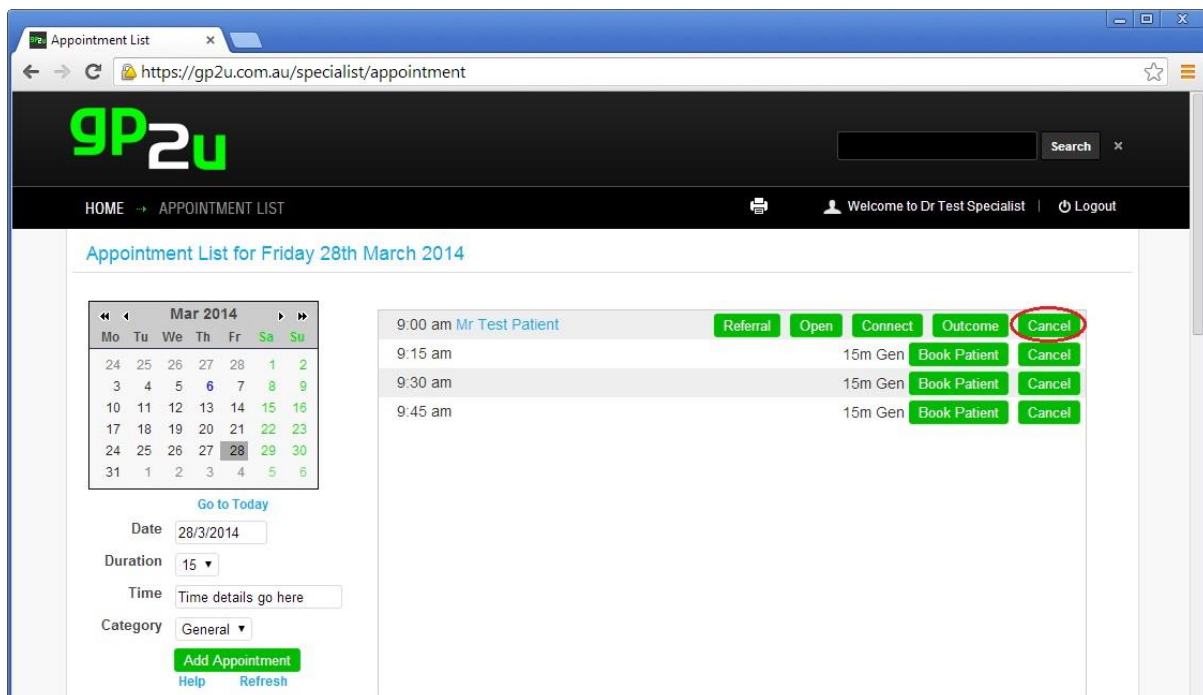 Appointment List
https://gp2u.com.au/specialist/appointment
gp2u
Search
HOME APPOINTMENT LIST
Welcome to Dr Test Specialist | Logout
Appointment List for Friday 28th March 2014
Mar 2014
Mo Tu We Th Fr Sa Su
24 25 26 27 28 1 2
3 4 5 6 7 8 9
10 11 12 13 14 15 16
17 18 19 20 21 22 23
24 25 26 27 28 29 30
31 1 2 3 4 5 6
Go to Today
Date 28/3/2014
Duration 15
Time Time details go here
Category General
Add Appointment
Help Refresh
9:00 am Mr Test Patient Referral Open Connect Outcome Cancel
9:15 am 15m Gen Book Patient Cancel
9:30 am 15m Gen Book Patient Cancel
9:45 am 15m Gen Book Patient Cancel